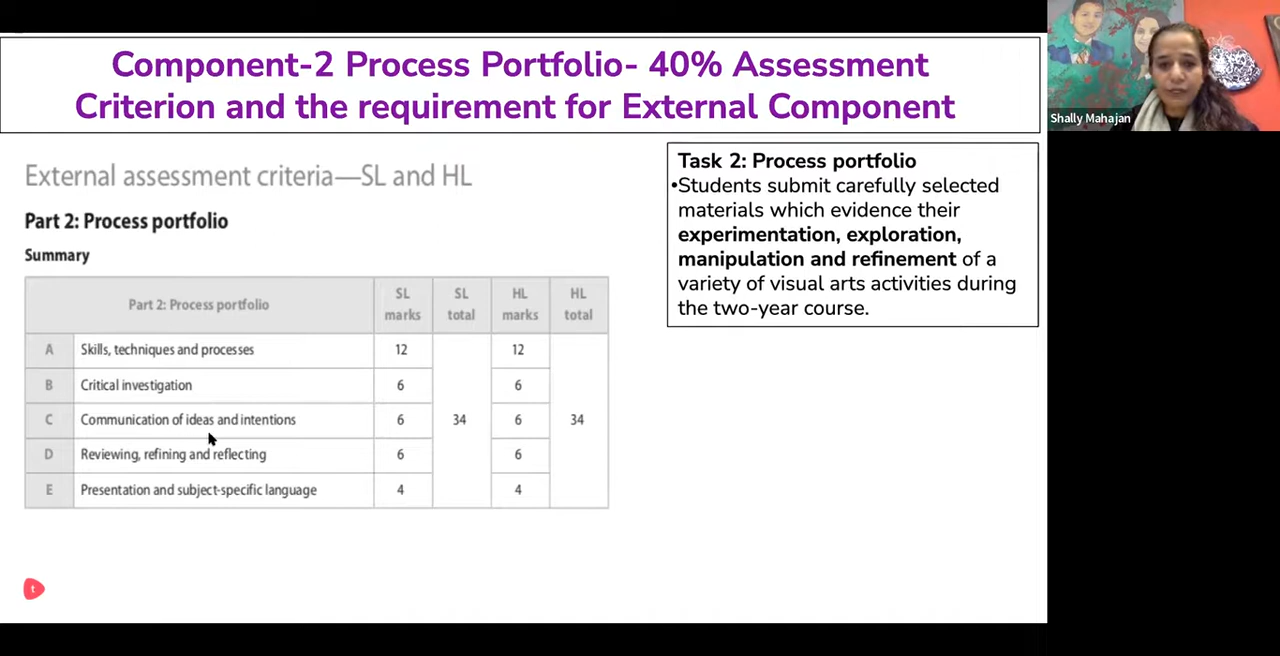 Component-2 Process Portfolio- 40% Assessment
Criterion and the requirement for External Component
Shally Mahajan
External assessment criteria—SL and HL
Part 2: Process portfolio
Summary
Part 2: Process portfolio SL marks SL total HL marks HL total
A Skills, techniques and processes 12 12
B Critical investigation 6 6
C Communication of ideas and intentions 6 34 6 34
D Reviewing, refining and reflecting 6 6
E Presentation and subject-specific language 4 4
Task 2: Process portfolio
•Students submit carefully selected
materials which evidence their
experimentation, exploration,
manipulation and refinement of a
variety of visual arts activities during
the two-year course.
t